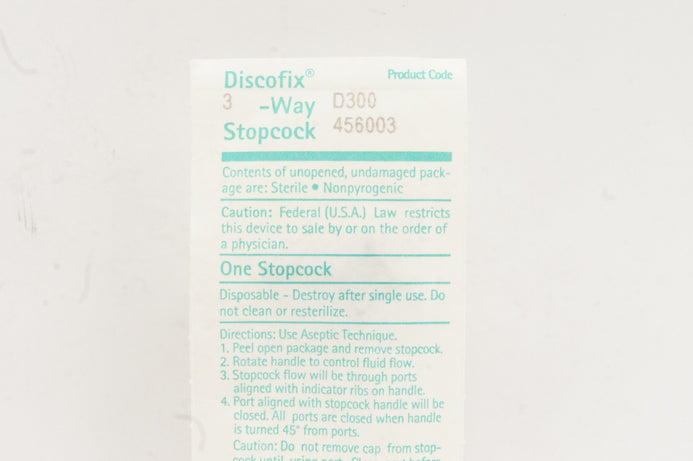 Discofix® Product Code
3 -Way D300
Stopcock 456003
Contents of unopened, undamaged pack-
age are: Sterile • Nonpyrogenic
Caution: Federal (U.S.A.) Law restricts
this device to sale by or on the order of
a physician.
One Stopcock
Disposable - Destroy after single use. Do
not clean or resterilize.
Directions: Use Aseptic Technique.
1. Peel open package and remove stopcock.
2. Rotate handle to control fluid flow.
3. Stopcock flow will be through ports
aligned with indicator ribs on handle.
4. Port aligned with stopcock handle will be
closed. All ports are closed when handle
is turned 45° from ports.
Caution: Do not remove cap from stop-
cock until using port.